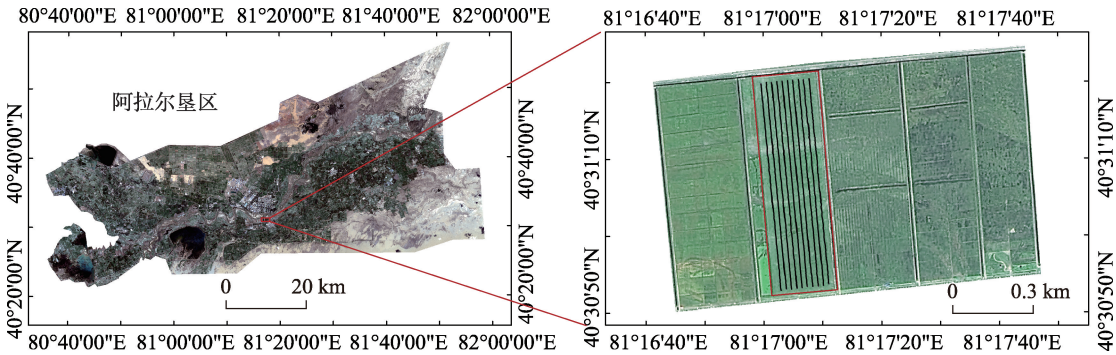 80°40′00″E 81°00′00″E 81°20′00″E 81°40′00″E 82°00′00″E
阿拉尔垦区
40°40′00″N
40°20′00″N
40°40′00″N
40°20′00″N
0 20 km
80°40′00″E 81°00′00″E 81°20′00″E 81°40′00″E 82°00′00″E
81°16′40″E 81°17′00″E 81°17′20″E 81°17′40″E
40°31′10″N
40°30′50″N
40°31′10″N
40°30′50″N
0 0.3 km
81°16′40″E 81°17′00″E 81°17′20″E 81°17′40″E